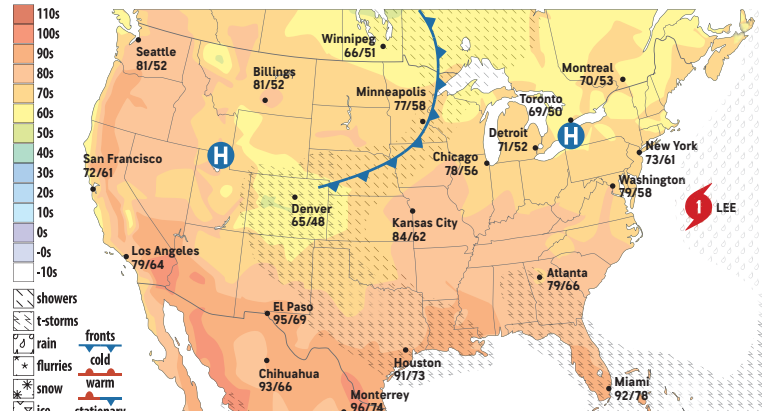 110s
100s
90s
80s
70s
60s
50s
40s
30s
20s
10s
0s
-0s
-10s
showers
t-storms
rain
flurries
snow
ice
fronts
cold
warm
stationary
Seattle
81/52
Billings
81/52
Winnipeg
66/51
Minneapolis
77/58
Montreal
70/53
Toronto
69/50
Detroit
71/52
Chicago
78/56
New York
73/61
Washington
79/58
San Francisco
72/61
H
H
Denver
65/48
Kansas City
84/62
1 LEE
Los Angeles
79/64
Atlanta
79/66
El Paso
95/69
Chihuahua
93/66
Houston
91/73
Monterrey
96/74
Miami
92/78